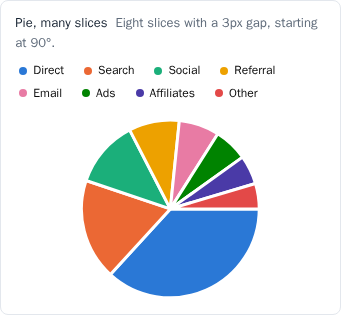 Pie, many slices Eight slices with a 3px gap, starting
at 90°.
Direct Search Social Referral
Email Ads Affiliates Other